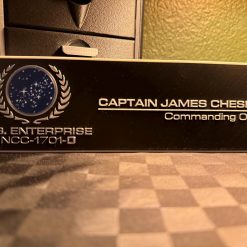 CAPTAIN JAMES CHES
Commanding O
S. ENTERPRISE
NCC-1701-D